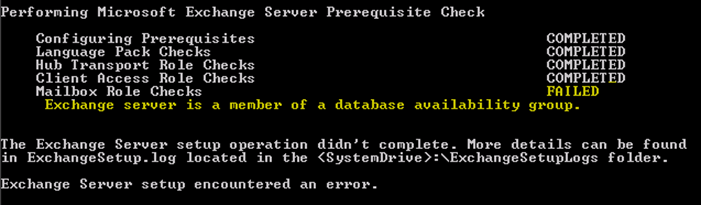 Performing Microsoft Exchange Server Prerequisite Check
Configuring Prerequisites COMPLETED
Language Pack Checks COMPLETED
Hub Transport Role Checks COMPLETED
Client Access Role Checks COMPLETED
Mailbox Role Checks FAILED
Exchange server is a member of a database availability group.
The Exchange Server setup operation didn't complete. More details can be found
in ExchangeSetup.log located in the <SystemDrive>:\ExchangeSetupLogs folder.
Exchange Server setup encountered an error.